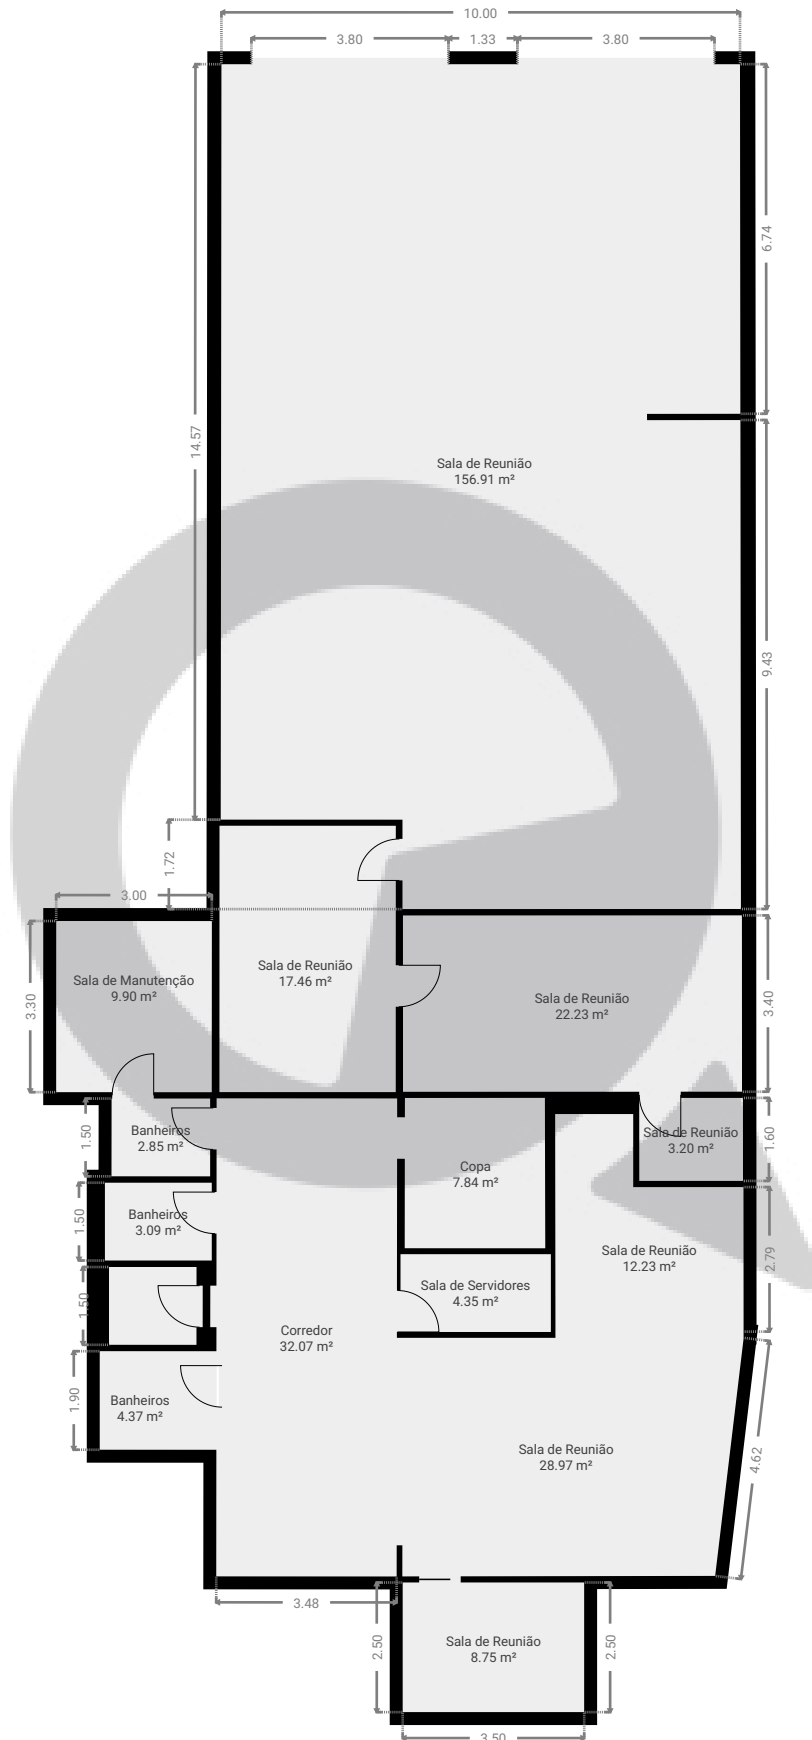 10.00
3.80
1.33
3.80
6.74
14.57
Sala de Reunião
156.91 m²
9.43
1.72
3.00
Sala de Reunião
17.46 m²
Sala de Manutenção
9.90 m²
Sala de Reunião
22.23 m²
3.30
3.40
Banheiros
2.85 m²
1.50
Sala de Reunião
3.20 m²
1.60
Copa
7.84 m²
Banheiros
3.09 m²
1.50
Sala de Reunião
12.23 m²
2.79
Sala de Servidores
4.35 m²
1.50
Corredor
32.07 m²
Banheiros
4.37 m²
1.90
Sala de Reunião
28.97 m²
4.62
3.48
Sala de Reunião
8.75 m²
2.50
2.50
3.50